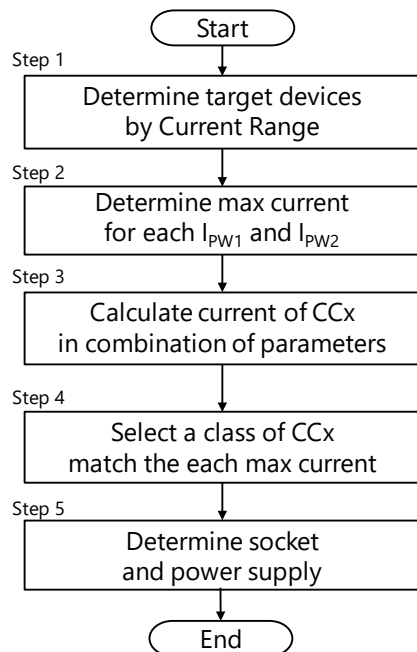 Start
Step 1
Determine target devices
by Current Range
Step 2
Determine max current
for each I_PW1 and I_PW2
Step 3
Calculate current of CCx
in combination of parameters
Step 4
Select a class of CCx
match the each max current
Step 5
Determine socket
and power supply
End